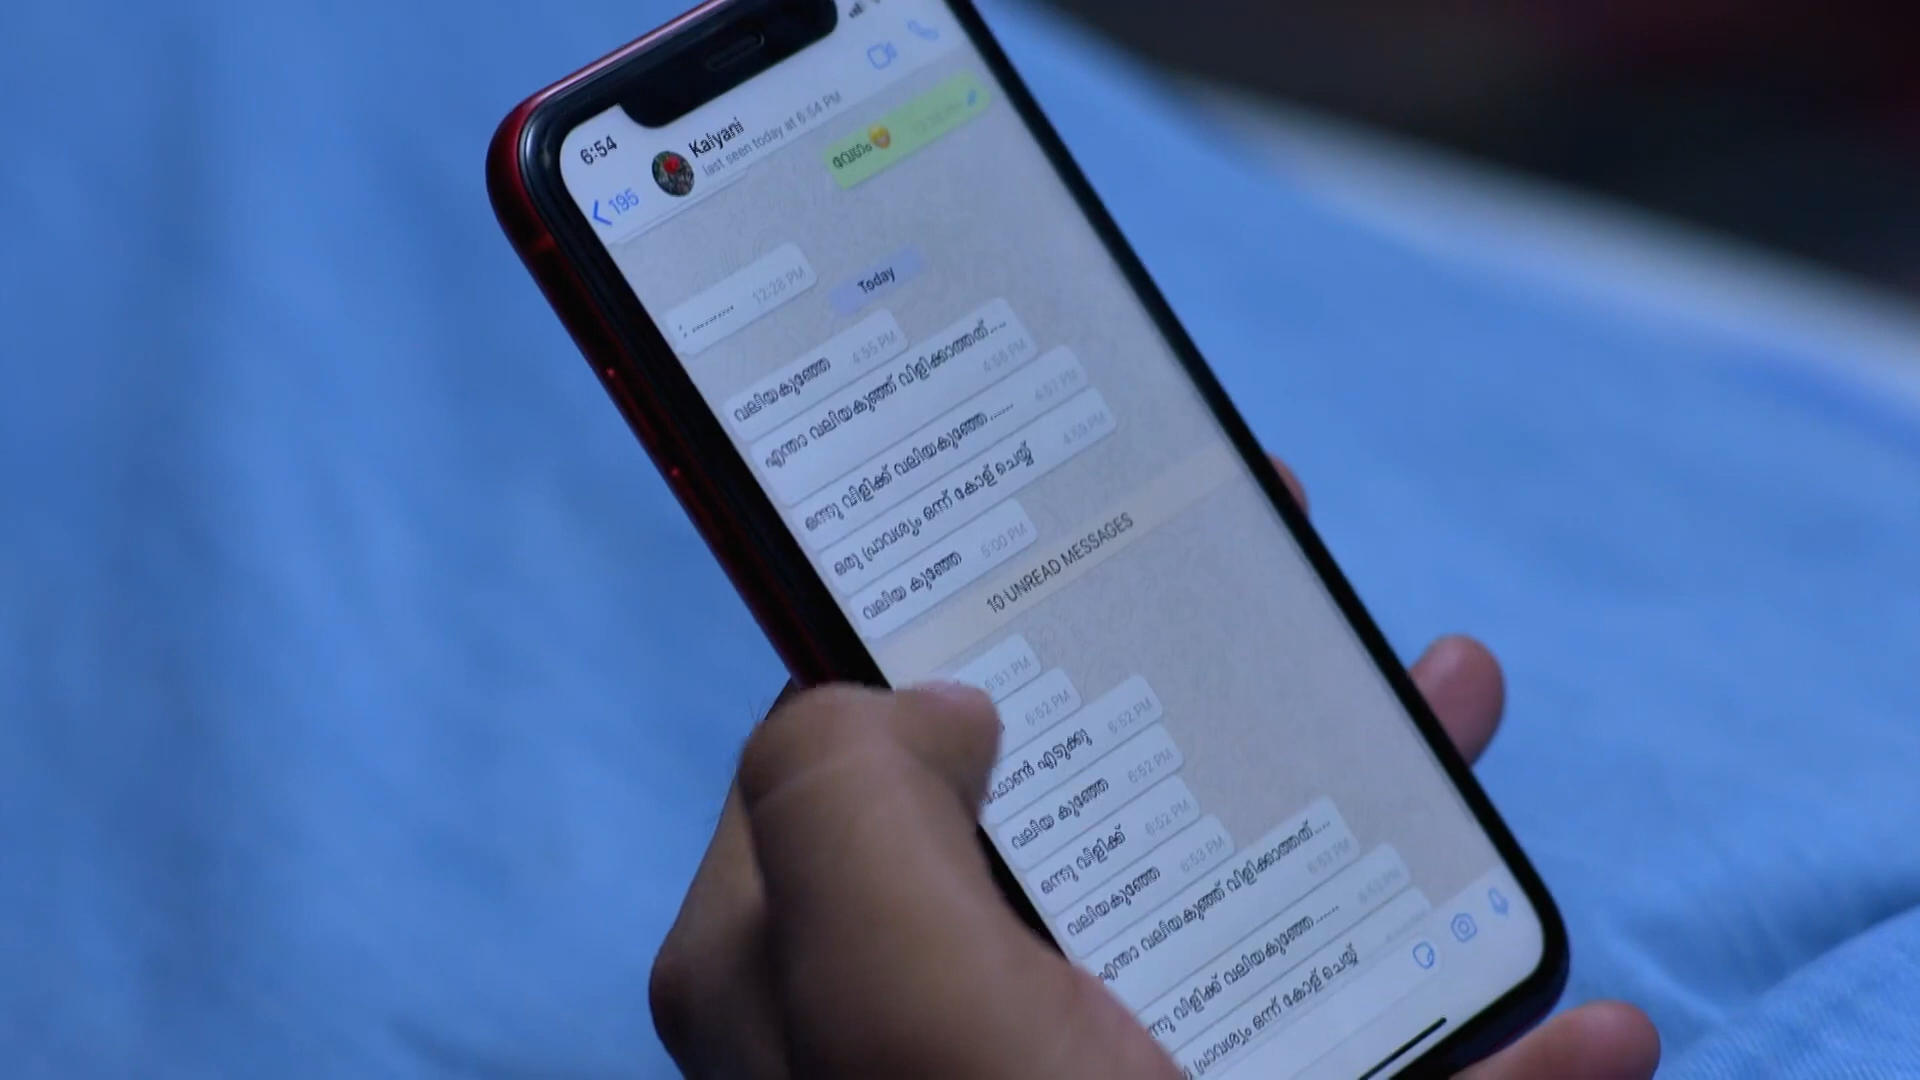 6:54
195
Kalyani
last seen today at 6:54 PM
വേഗം
; ............ 12:28 PM
Today
വലിയകുഞ്ഞേ 4:55 PM
എന്താ വലിയകുഞ്ഞ് വിളിക്കാത്തത്.....
4:56 PM
ഒന്നു വിളിക്ക് വലിയകുഞ്ഞേ....... 4:57 PM
ഒരു പ്രാവശ്യം ഒന്ന് കോള് ചെയ്യ് 4:59 PM
വലിയ കുഞ്ഞേ 5:00 PM
10 UNREAD MESSAGES
6:51 PM
6:52 PM
ഫോൺ എടുക്കു 6:52 PM
വലിയ കുഞ്ഞേ 6:52 PM
ഒന്നു വിളിക്ക് 6:52 PM
വലിയകുഞ്ഞേ 6:53 PM
എന്താ വലിയകുഞ്ഞ് വിളിക്കാത്തത്.....
6:53 PM
വിളിക്ക് വലിയകുഞ്ഞേ....... 6:53 PM
പ്രാവശ്യം ഒന്ന് കോള് ചെയ്യ്